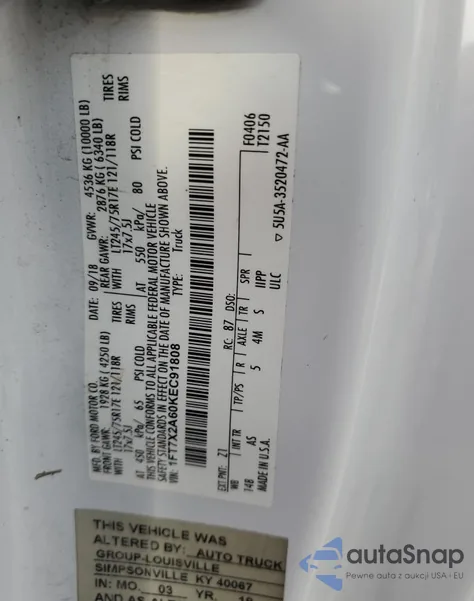 MFD. BY FORD MOTOR CO.
DATE: 09/18 GVWR: 4536 KG (10000 LB)
FRONT GAWR: 1928 KG ( 4250 LB) REAR GAWR: 2876 KG ( 6340 LB)
WITH LT245/75R17E 121/118R TIRES WITH LT245/75R17E 121/118R TIRES
17x7.5J RIMS 17x7.5J RIMS
AT 450 kPa/ 65 PSI COLD AT 550 kPa/ 80 PSI COLD
THIS VEHICLE CONFORMS TO ALL APPLICABLE FEDERAL MOTOR VEHICLE
SAFETY STANDARDS IN EFFECT ON THE DATE OF MANUFACTURE SHOWN ABOVE.
VIN: 1FT7X2A60KEC91808
TYPE: Truck
F0406
T2150
EXT PNT: Z1 RC: 87 DSO:
WB INT TR TP/PS R AXLE TR SPR
148 AS 5 4M S IIPP
ULC
5U5A-3520472-AA
THIS VEHICLE WAS
ALTERED BY: AUTO TRUCK
GROUP-LOUISVILLE
SIMPSONVILLE KY 40067
IN: MO. 03 YR. 19
autoSnap
Pewne auta z aukcji USA - EU